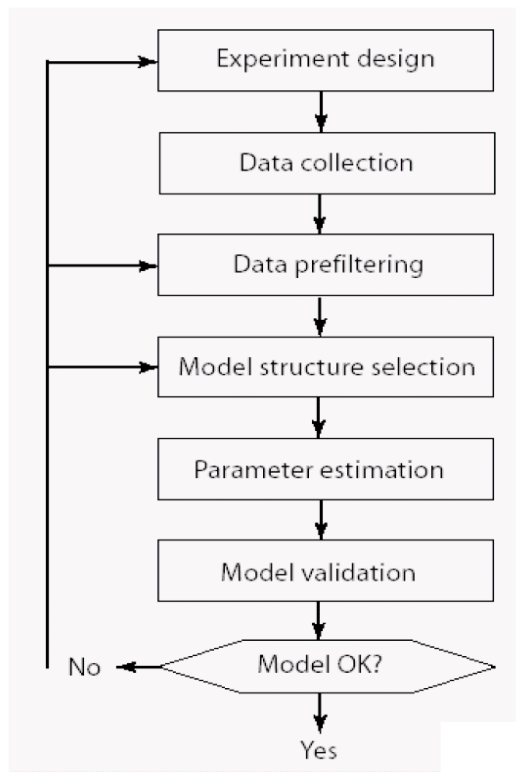 Experiment design
Data collection
Data prefiltering
Model structure selection
Parameter estimation
Model validation
No
Model OK?
Yes